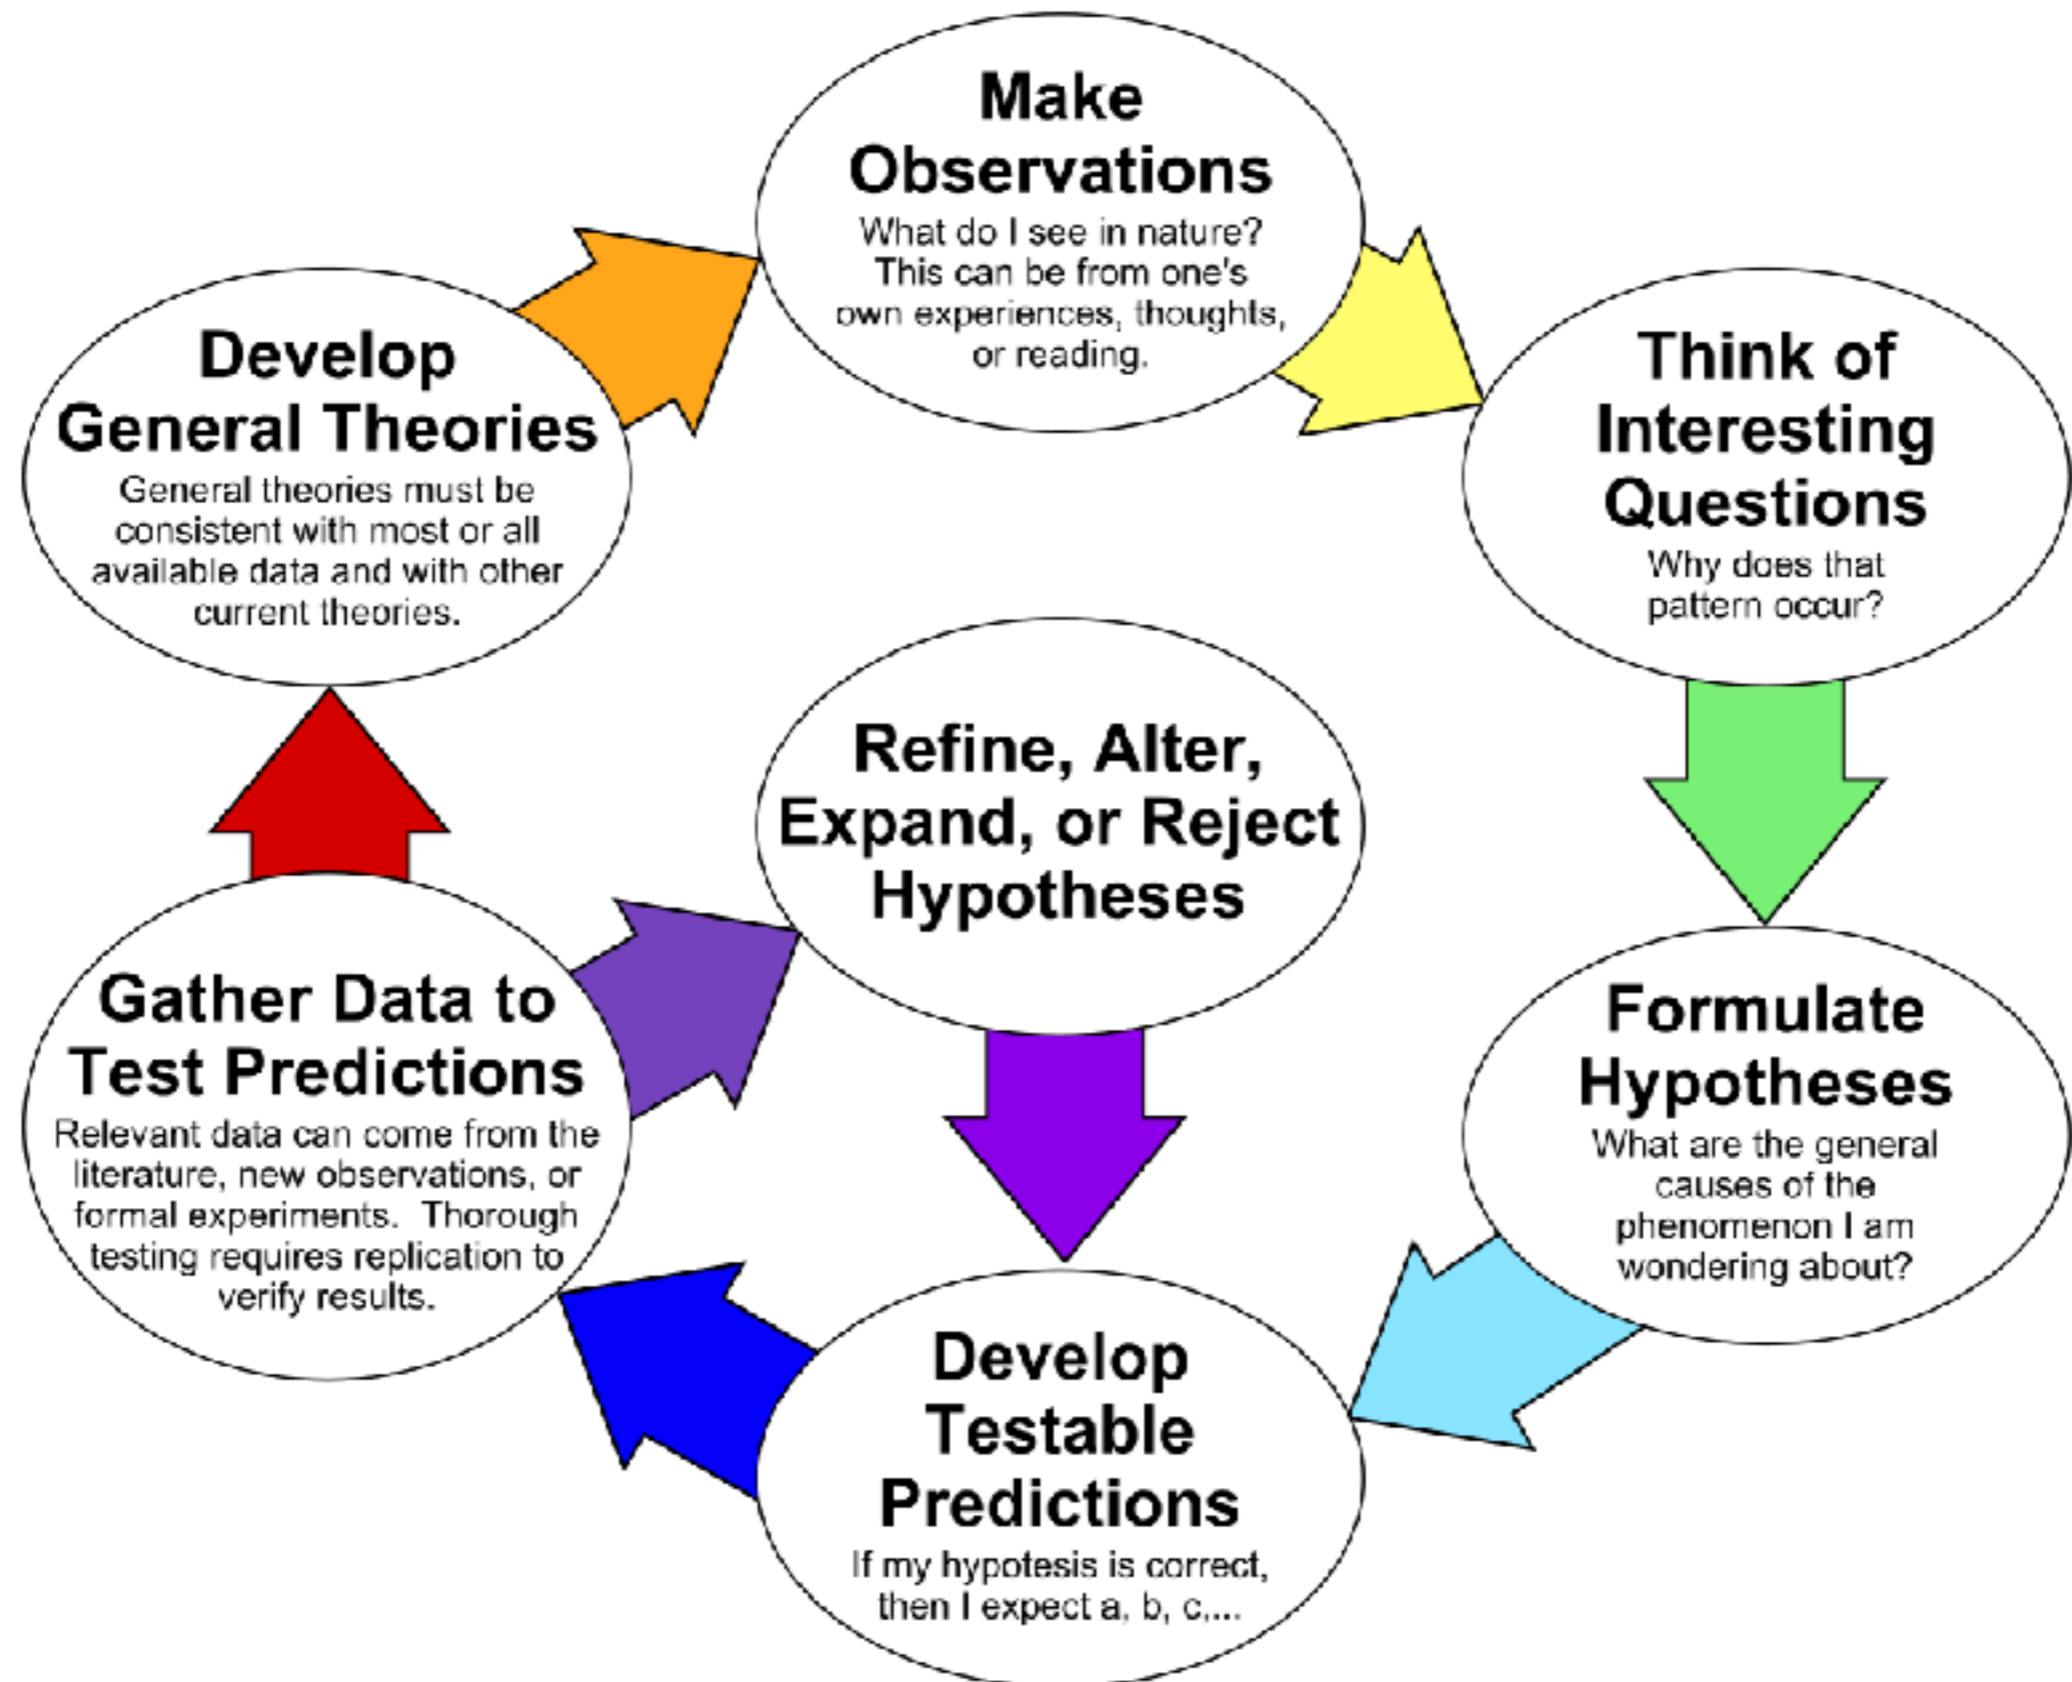 Make
Observations
What do I see in nature?
This can be from one's
own experiences, thoughts,
or reading.
Think of
Interesting
Questions
Why does that
pattern occur?
Formulate
Hypotheses
What are the general
causes of the
phenomenon I am
wondering about?
Develop
Testable
Predictions
If my hypotesis is correct,
then I expect a, b, c,...
Gather Data to
Test Predictions
Relevant data can come from the
literature, new observations, or
formal experiments.  Thorough
testing requires replication to
verify results.
Refine, Alter,
Expand, or Reject
Hypotheses
Develop
General Theories
General theories must be
consistent with most or all
available data and with other
current theories.